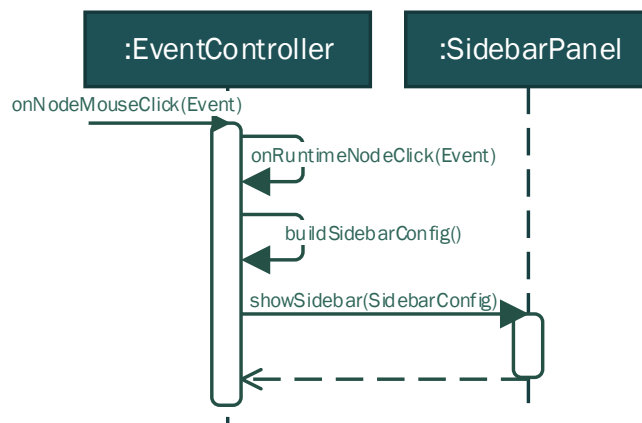 :EventController
:SidebarPanel
onNodeMouseClick(Event)
onRuntimeNodeClick(Event)
buildSidebarConfig()
showSidebar(SidebarConfig)